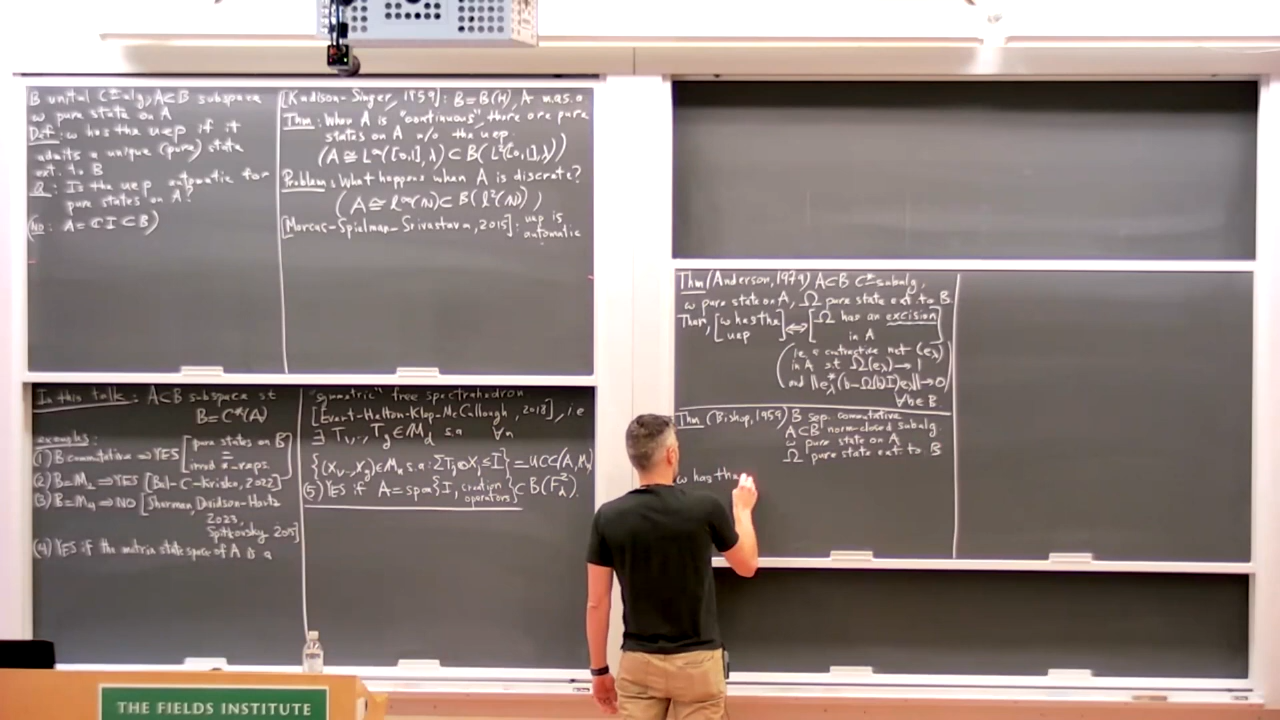 B unital C*-alg, A⊂B subspace
ω pure state on A
Def: ω has the uep if it
admits a unique (pure) state
ext. to B
Q: Is the uep automatic for
pure states on A?
(NO: A = ℂI ⊂ B)
[Kadison-Singer, 1959]: B=B(H), A m.a.s.a
Thm: When A is "continuous", there are pure
states on A w/o the uep.
(A ≅ L^∞([0,1],λ) ⊂ B(L²([0,1],λ))
Problem: What happens when A is discrete?
(A ≅ l^∞(ℕ) ⊂ B(l²(ℕ)))
[Marcus-Spielman-Srivastava, 2015]: uep is
automatic
In this talk: A⊂B subspace st
B = C*(A)
examples:
(1) B commutative ⇒ YES [pure states on B
=
irred *-reps.]
(2) B=M₂ ⇒ YES [
, 2022]
(3) B=M₄ ⇒ NO [Sherman, Davidson-Hartz
2023,
Spitkovsky 2015]
(4) YES if the matrix state space of A is a
"symmetric" free spectrahedron
[Evert-Helton-Klep-McCullough, 2018], i.e
∃ T₁,..., T_g ∈ M_d s.a ∀n
{(X₁,...,X_g) ∈ M_n s.a : ΣT_j⊗X_j ≤ I} = UCC(A, M_n)
(5) YES if A = span{I, creation operators} ⊂ B(F²_d).
Thm (Anderson, 1979) A⊂B C*-subalg,
ω pure state on A, Ω pure state ext. to B.
Then, [ω has the uep] ⇔ [Ω has an excision
in A]
(i.e a contractive net (e_λ)
in A s.t Ω(e_λ) → 1
and ‖e_λ*(b-Ω(b)I)e_λ‖→0,
∀b∈B.
Thm (Bishop, 1959) B sep. commutative
A⊂B norm-closed subalg.
ω pure state on A
Ω pure state ext. to B
ω has the
THE FIELDS INSTITUTE